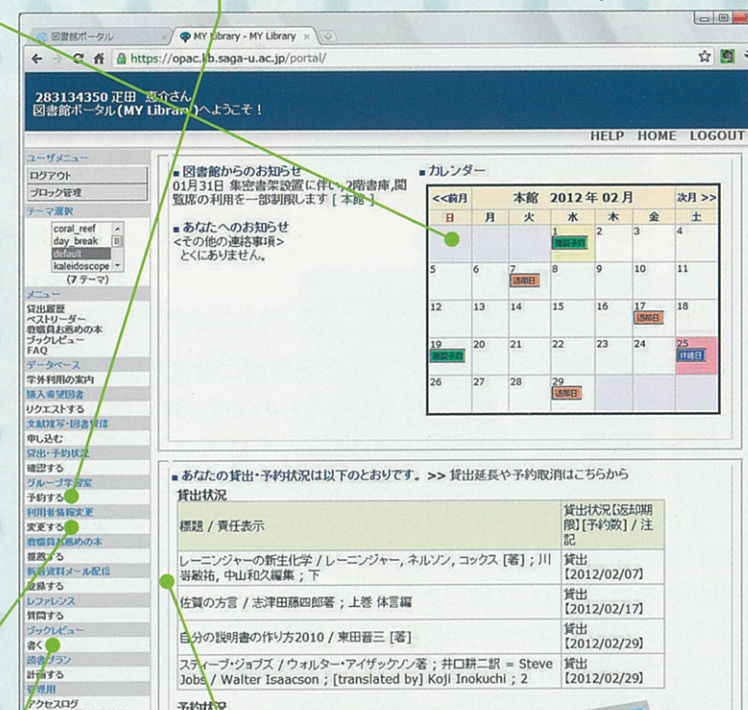 図書館ポータル
MY Library - MY Library
https://opac.lib.saga-u.ac.jp/portal/
283134350 疋田 恵介さん
図書館ポータル(MY Library)へようこそ！
HELP HOME LOGOUT
ユーザメニュー
ログアウト
ブロック管理
テーマ選択
coral_reef
day_break
default
kaleidoscope
(7 テーマ)
メニュー
貸出履歴
ベストリーダー
教職員お薦めの本
ブックレビュー
FAQ
データベース
学外利用の案内
購入希望図書
リクエストする
文献複写・図書貸借
申し込む
貸出・予約状況
確認する
グループ学習室
予約する
利用者情報変更
変更する
教職員お薦めの本
推薦する
新着資料メール配信
登録する
レファレンス
質問する
ブックレビュー
書く
読書プラン
計画する
管理用
アクセスログ
■ 図書館からのお知らせ
01月31日 集密書架設置に伴い,2階書庫,閲
覧席の利用を一部制限します [ 本館 ]
■ あなたへのお知らせ
<その他の連絡事項>
とくにありません。
■ カレンダー
<<前月 本館 2012 年 02 月 次月 >>
日 月 火 水 木 金 土
1 2 3 4
施設予約
5 6 7 8 9 10 11
返却日
12 13 14 15 16 17 18
返却日
19 20 21 22 23 24 25
施設予約 休館日
26 27 28 29
返却日
■ あなたの貸出・予約状況は以下のとおりです。 >> 貸出延長や予約取消はこちらから
貸出状況
標題 / 責任表示
貸出状況【返却期
限】[予約数] / 注
記
レーニンジャーの新生化学 / レーニンジャー, ネルソン, コックス [著] ; 川
嵜敏祐, 中山和久編集 ; 下
貸出
【2012/02/07】
佐賀の方言 / 志津田藤四郎著 ; 上巻 体言編
貸出
【2012/02/17】
自分の説明書の作り方2010 / 東田晋三 [著]
貸出
【2012/02/29】
スティーブ・ジョブズ / ウォルター・アイザックソン著 ; 井口耕二訳 = Steve
Jobs / Walter Isaacson ; [translated by] Koji Inokuchi ; 2
貸出
【2012/02/29】
予約状況